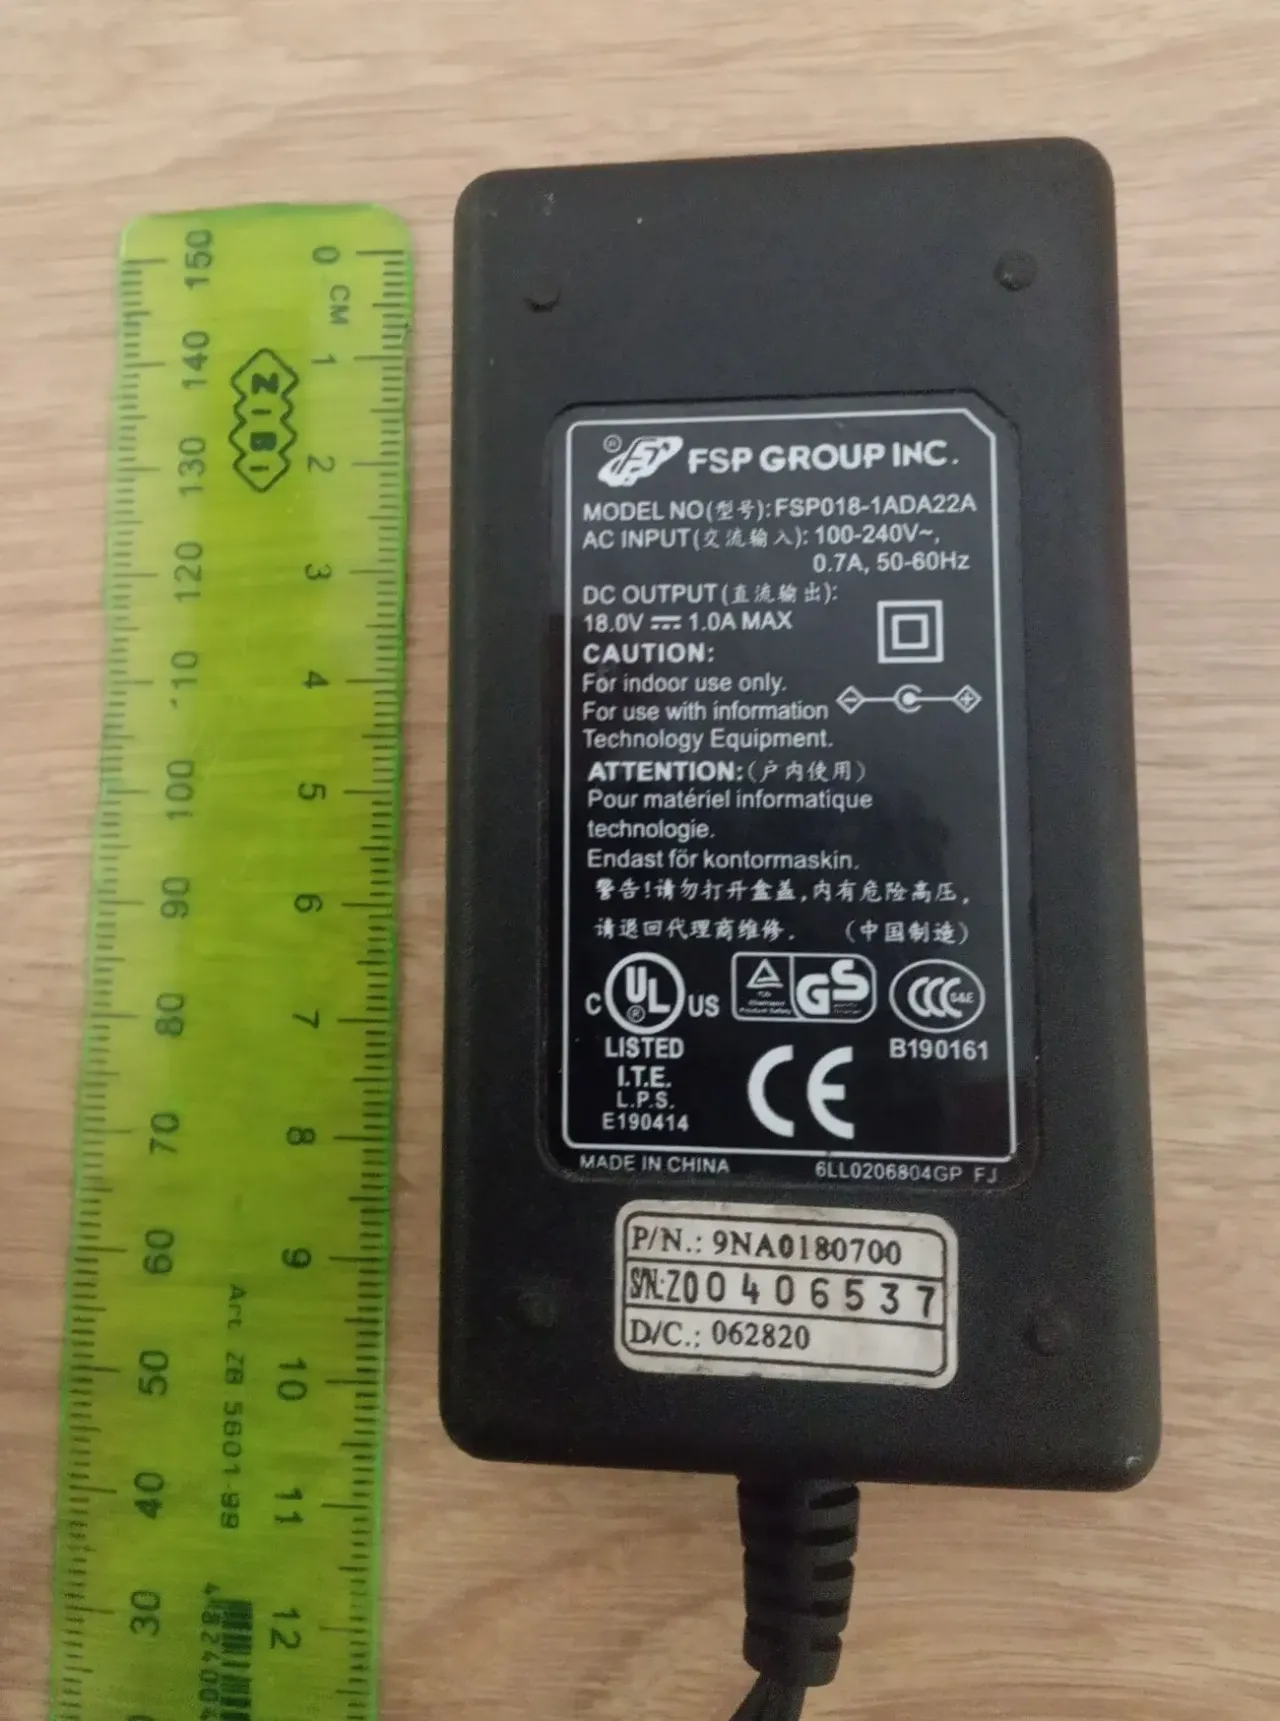 0 CM
1
2
3
4
5
6
7
8
9
10
11
12
150
140
130
120
110
100
90
80
70
60
50
40
30
ZIBI
Art. ZB 5601-99
® FSP GROUP INC.
MODEL NO(型号):FSP018-1ADA22A
AC INPUT(交流输入): 100-240V~,
0.7A, 50-60Hz
DC OUTPUT(直流输出):
18.0V ⎓ 1.0A MAX
CAUTION:
For indoor use only.
For use with information
Technology Equipment.
ATTENTION:(户内使用)
Pour matériel informatique
technologie.
Endast för kontormaskin.
警告!请勿打开盒盖,内有危险高压,
请退回代理商维修. (中国制造)
C UL ® US
LISTED
I.T.E.
L.P.S.
E190414
GS
CCC S&E
B190161
CE
MADE IN CHINA 6LL0206804GP FJ
P/N.: 9NA0180700
S/N:Z00406537
D/C.: 062820